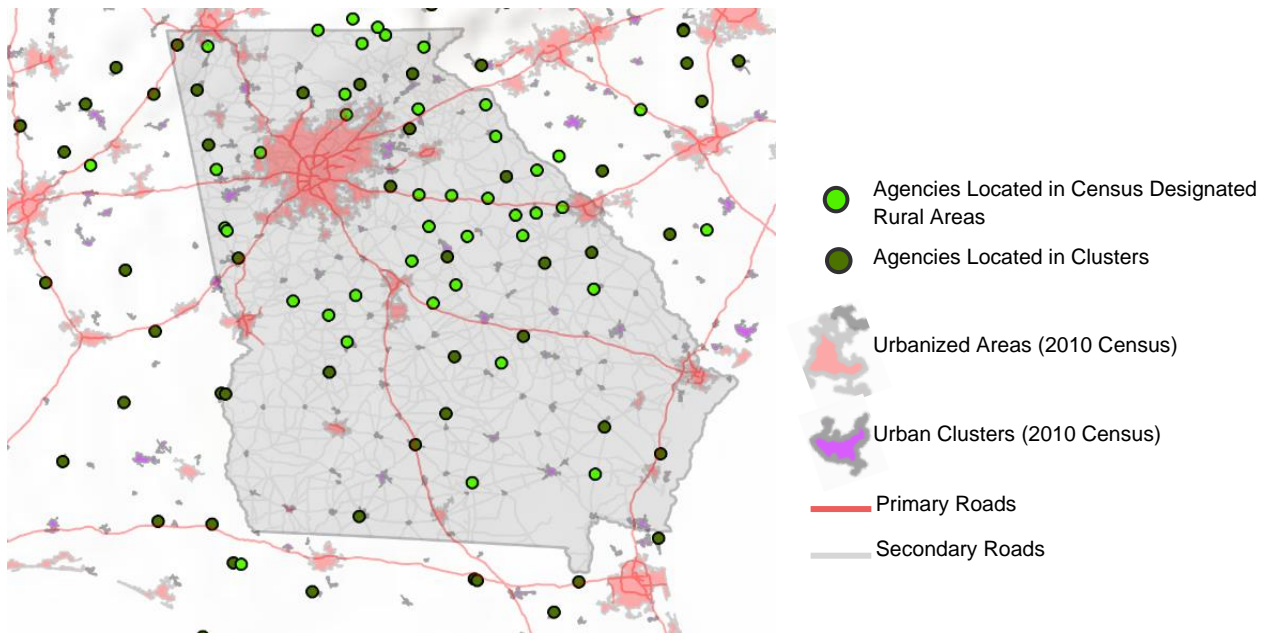 Agencies Located in Census Designated
Rural Areas
Agencies Located in Clusters
Urbanized Areas (2010 Census)
Urban Clusters (2010 Census)
Primary Roads
Secondary Roads